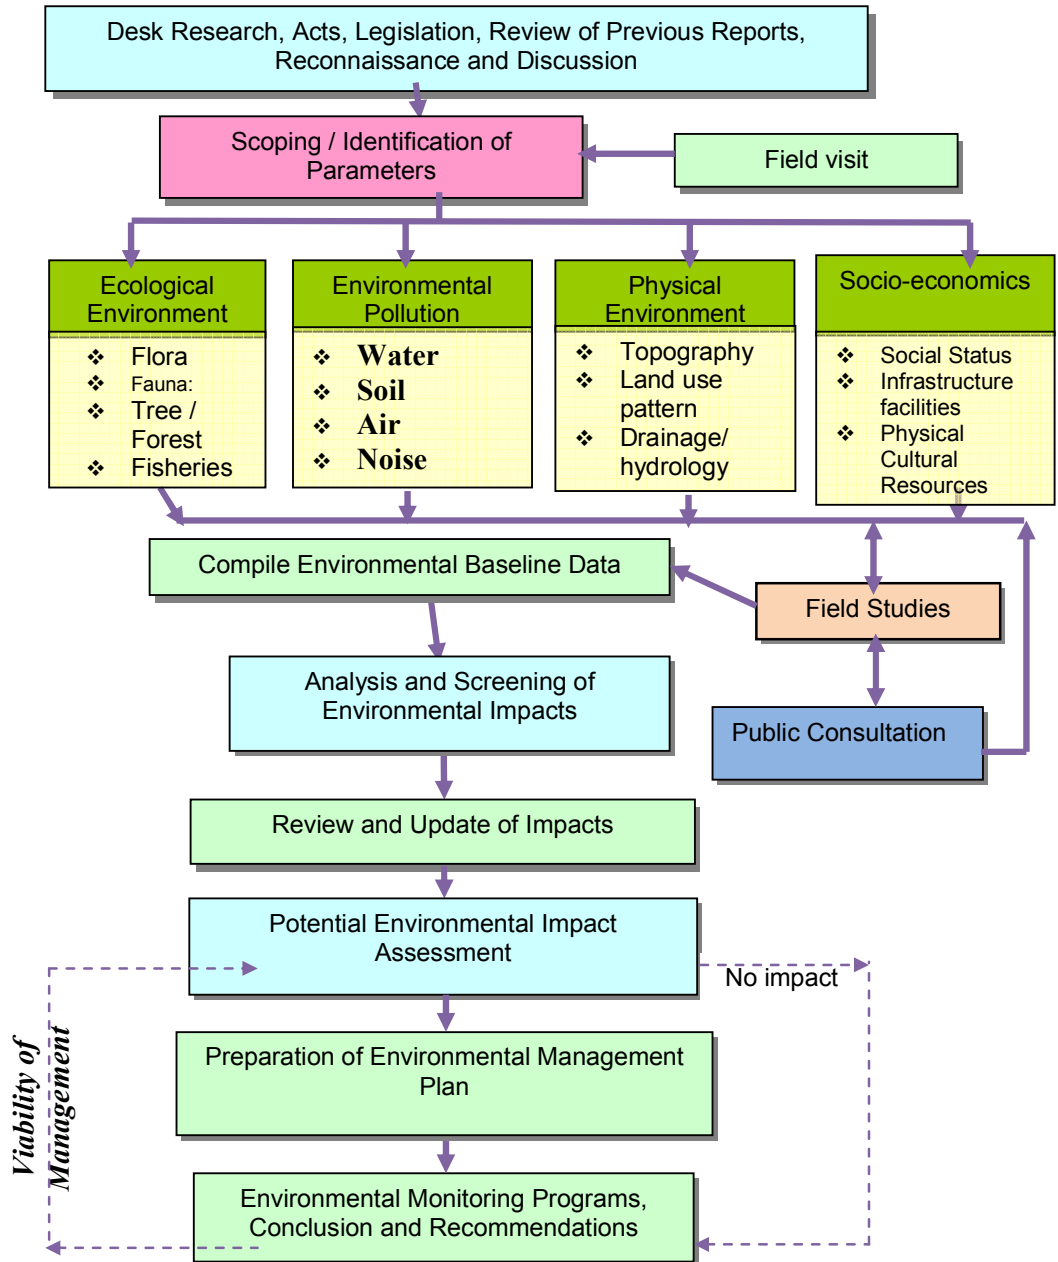 Desk Research, Acts, Legislation, Review of Previous Reports,
Reconnaissance and Discussion
Scoping / Identification of
Parameters
Field visit
Ecological
Environment
❖ Flora
❖ Fauna:
❖ Tree /
Forest
❖ Fisheries
Environmental
Pollution
❖ Water
❖ Soil
❖ Air
❖ Noise
Physical
Environment
❖ Topography
❖ Land use
pattern
❖ Drainage/
hydrology
Socio-economics
❖ Social Status
❖ Infrastructure
facilities
❖ Physical
Cultural
Resources
Compile Environmental Baseline Data
Field Studies
Analysis and Screening of
Environmental Impacts
Public Consultation
Review and Update of Impacts
Potential Environmental Impact
Assessment
No impact
Viability of
Management
Preparation of Environmental Management
Plan
Environmental Monitoring Programs,
Conclusion and Recommendations